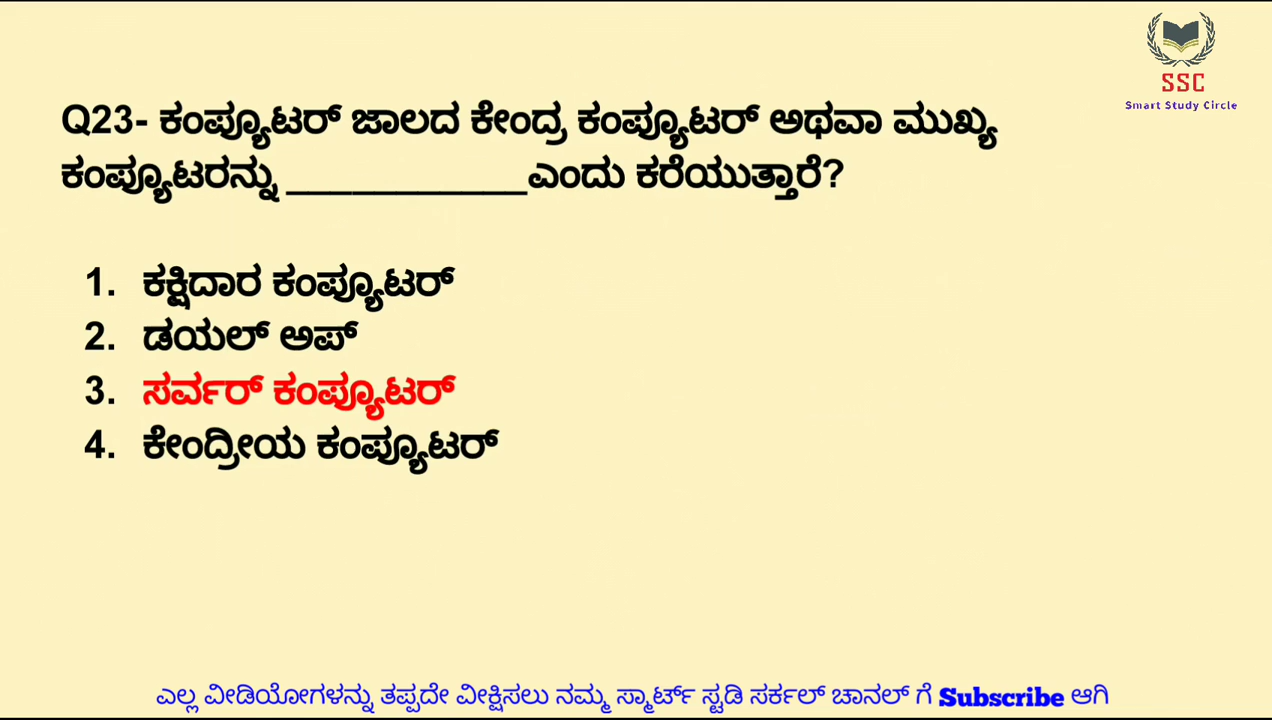 SSC
Smart Study Circle
Q23- ಕಂಪ್ಯೂಟರ್ ಜಾಲದ ಕೇಂದ್ರ ಕಂಪ್ಯೂಟರ್ ಅಥವಾ ಮುಖ್ಯ
ಕಂಪ್ಯೂಟರನ್ನು ___________ಎಂದು ಕರೆಯುತ್ತಾರೆ?
1. ಕಕ್ಷಿದಾರ ಕಂಪ್ಯೂಟರ್
2. ಡಯಲ್ ಅಪ್
3. ಸರ್ವರ್ ಕಂಪ್ಯೂಟರ್
4. ಕೇಂದ್ರೀಯ ಕಂಪ್ಯೂಟರ್
ಎಲ್ಲ ವೀಡಿಯೋಗಳನ್ನು ತಪ್ಪದೇ ವೀಕ್ಷಿಸಲು ನಮ್ಮ ಸ್ಮಾರ್ಟ್ ಸ್ಟಡಿ ಸರ್ಕಲ್ ಚಾನಲ್ ಗೆ Subscribe ಆಗಿ